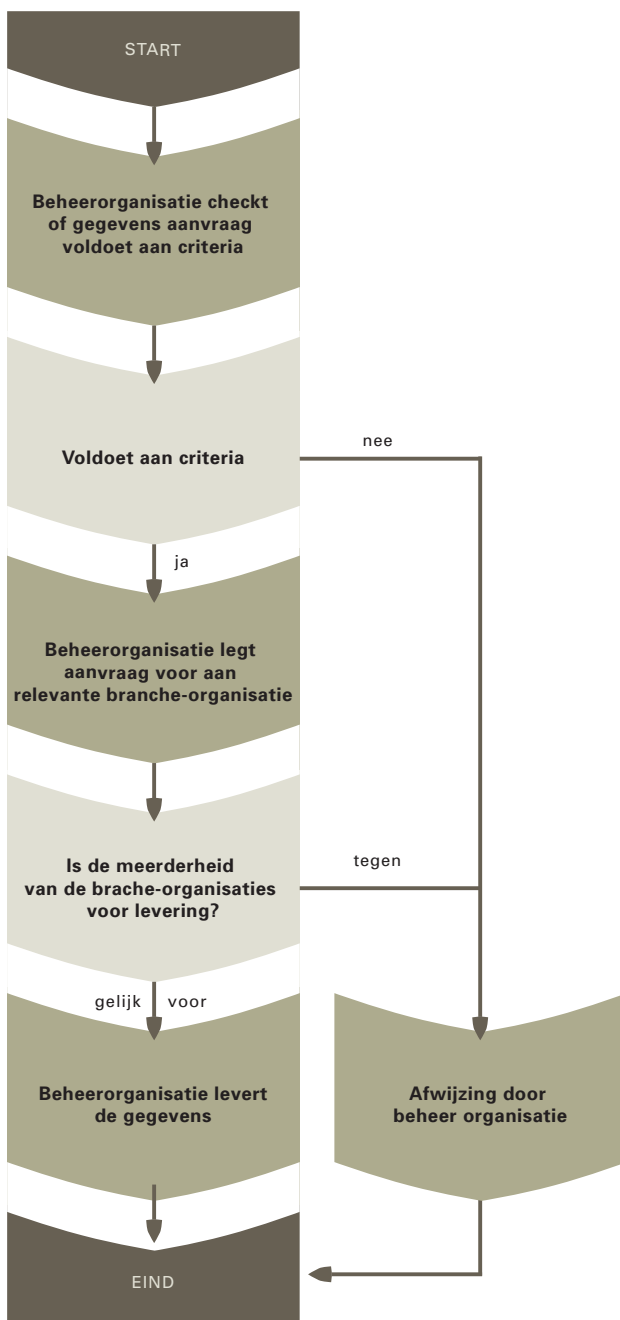 START
Beheerorganisatie checkt
of gegevens aanvraag
voldoet aan criteria
Voldoet aan criteria
nee
ja
Beheerorganisatie legt
aanvraag voor aan
relevante branche-organisatie
Is de meerderheid
van de brache-organisaties
voor levering?
tegen
gelijk voor
Beheerorganisatie levert
de gegevens
Afwijzing door
beheer organisatie
EIND